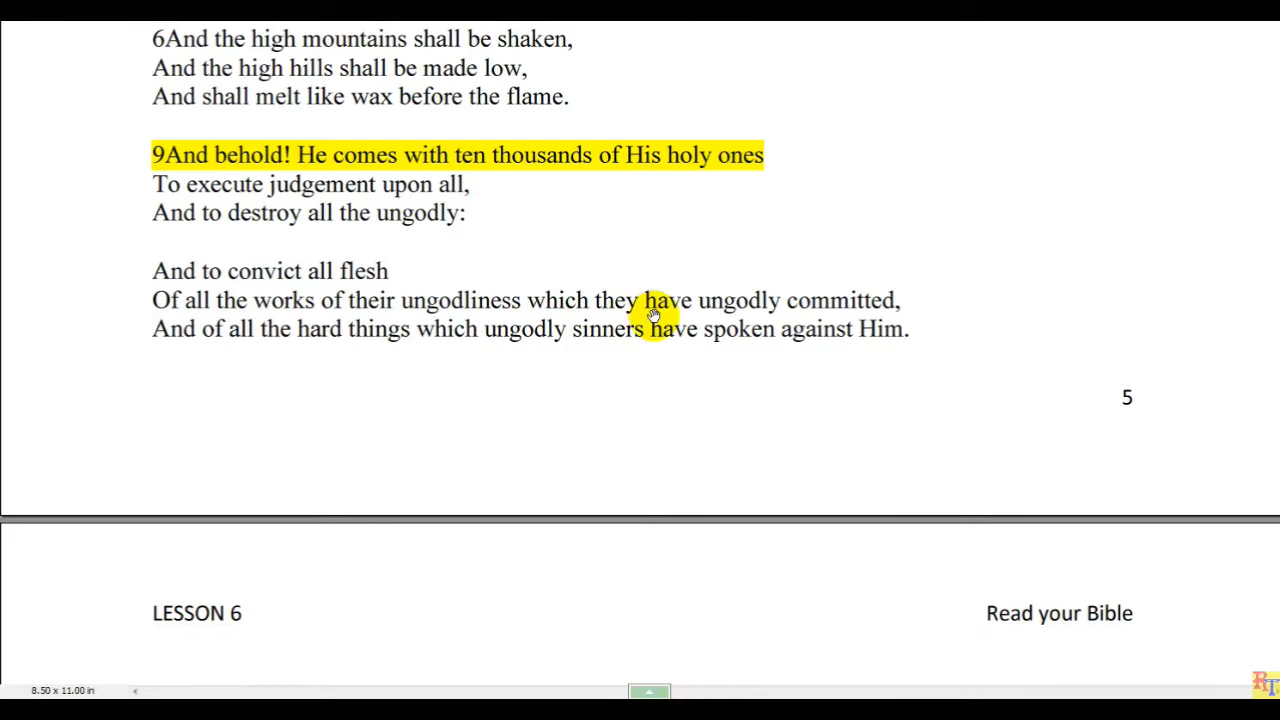 6And the high mountains shall be shaken,
And the high hills shall be made low,
And shall melt like wax before the flame.
9And behold! He comes with ten thousands of His holy ones
To execute judgement upon all,
And to destroy all the ungodly:
And to convict all flesh
Of all the works of their ungodliness which they have ungodly committed,
And of all the hard things which ungodly sinners have spoken against Him.
5
LESSON 6 Read your Bible
8.50 x 11.00 in
RT